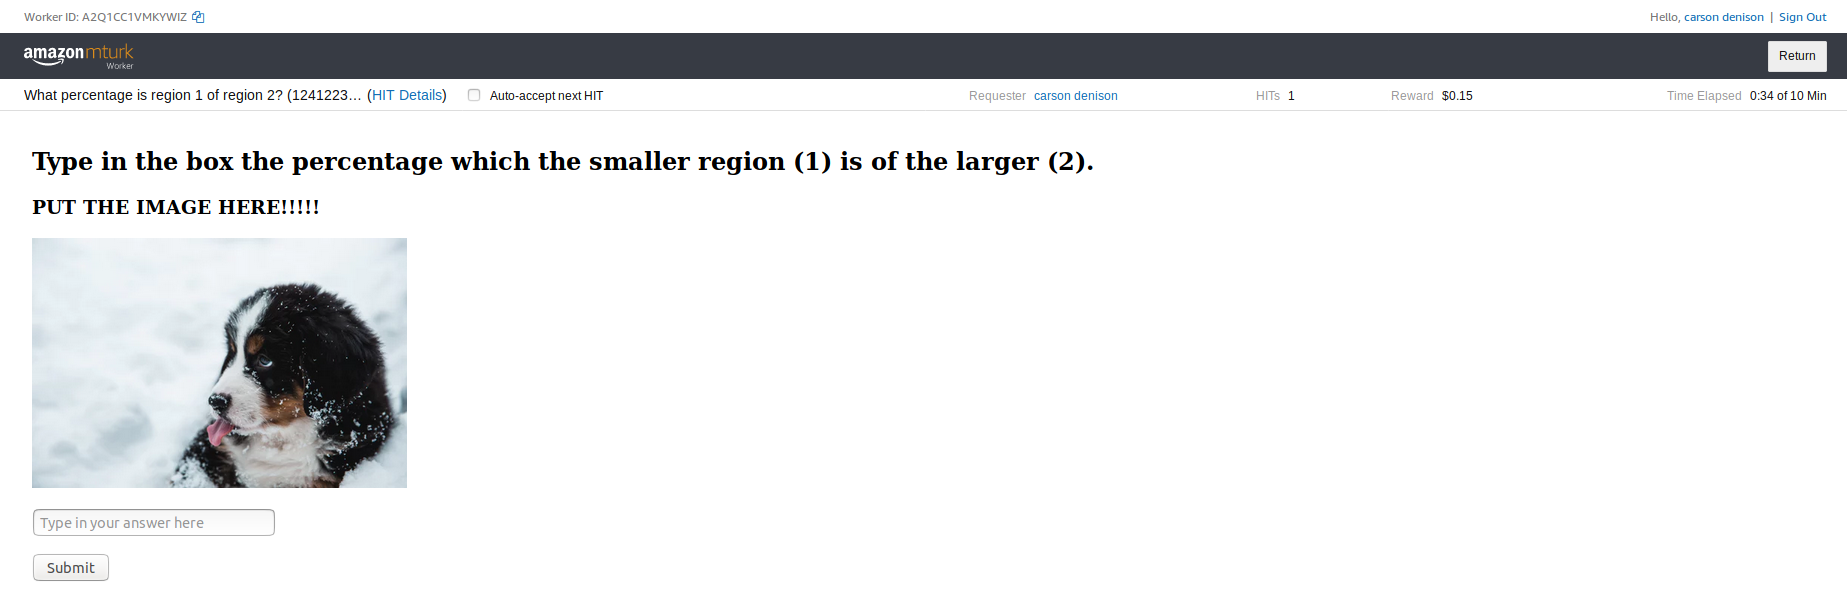 Worker ID: A2Q1CC1VMKYWIZ Hello, carson denison | Sign Out
amazon mturk Worker Return
What percentage is region 1 of region 2? (1241223... (HIT Details) Auto-accept next HIT Requester carson denison HITs 1 Reward $0.15 Time Elapsed 0:34 of 10 Min
Type in the box the percentage which the smaller region (1) is of the larger (2).
PUT THE IMAGE HERE!!!!!
Type in your answer here
Submit